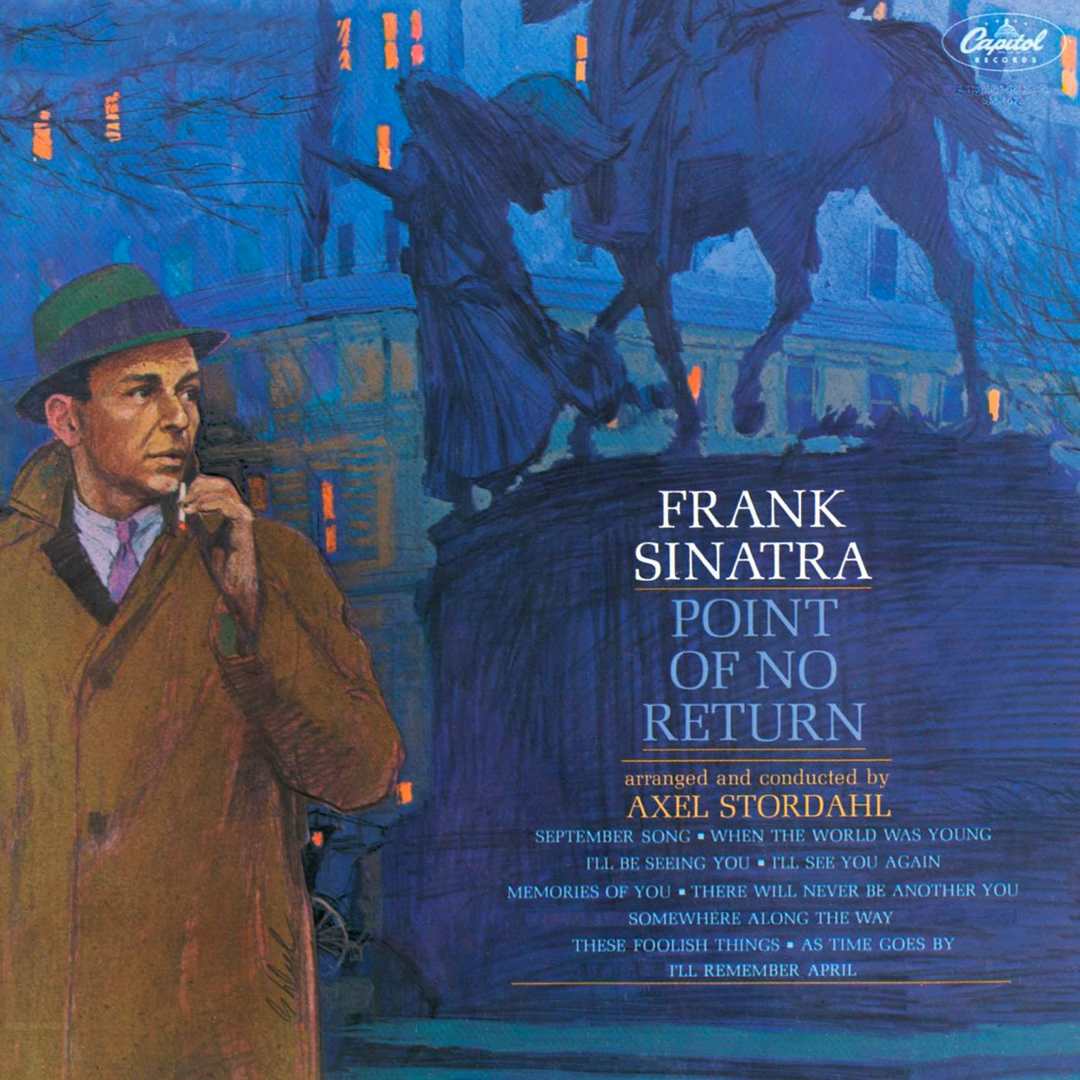 Capitol
RECORDS
FRANK
SINATRA
POINT
OF NO
RETURN
arranged and conducted by
AXEL STORDAHL
SEPTEMBER SONG ▪ WHEN THE WORLD WAS YOUNG
I'LL BE SEEING YOU ▪ I'LL SEE YOU AGAIN
MEMORIES OF YOU ▪ THERE WILL NEVER BE ANOTHER YOU
SOMEWHERE ALONG THE WAY
THESE FOOLISH THINGS ▪ AS TIME GOES BY
I'LL REMEMBER APRIL